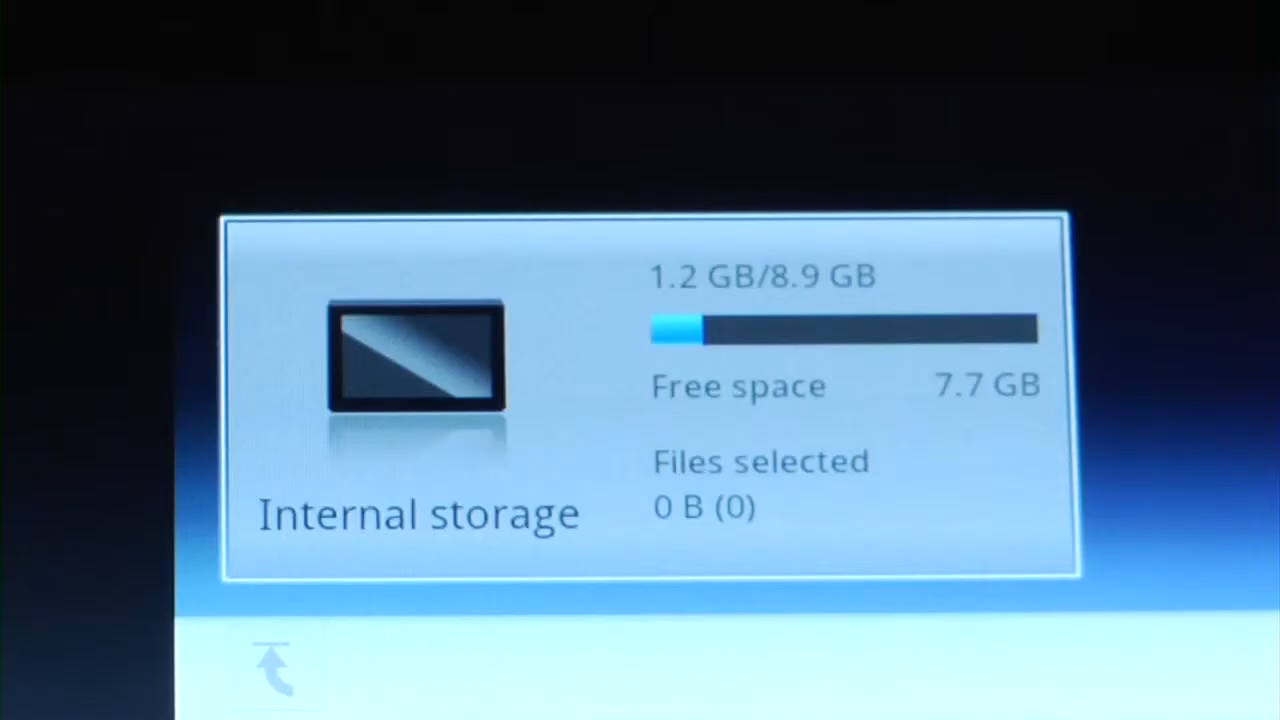 1.2 GB/8.9 GB
Free space 7.7 GB
Files selected
0 B (0)
Internal storage